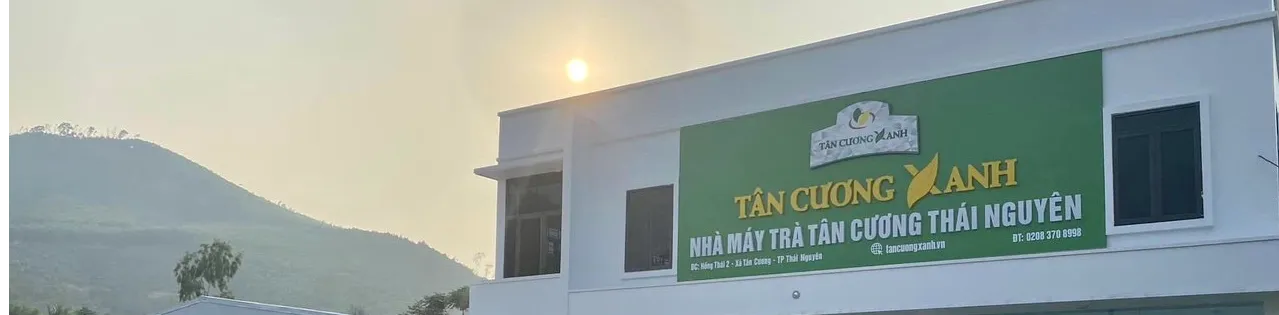 TÂN CƯƠNG XANH
TÂN CƯƠNG XANH
NHÀ MÁY TRÀ TÂN CƯƠNG THÁI NGUYÊN
tancuongxanh.vn
ĐT: 0208 370 8998
ĐC: Hồng Thái 2 - Xã Tân Cương - TP Thái Nguyên